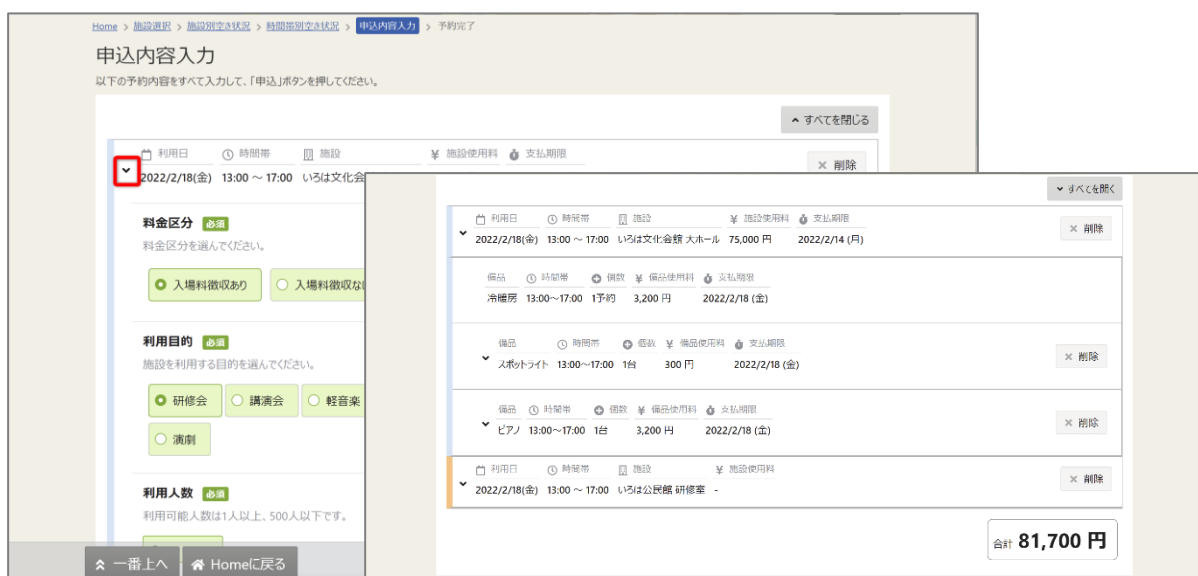 Home > 施設選択 > 施設別空き状況 > 時間帯別空き状況 > 申込内容入力 > 予約完了
申込内容入力
以下の予約内容をすべて入力して、「申込」ボタンを押してください。
すべてを閉じる
利用日 時間帯 施設 ¥ 施設使用料 支払期限
× 削除
2022/2/18(金) 13:00 ～ 17:00 いろは文化会
料金区分 必須
料金区分を選んでください。
入場料徴収あり 入場料徴収な
利用目的 必須
施設を利用する目的を選んでください。
研修会 講演会 軽音楽
演劇
利用人数 必須
利用可能人数は1人以上、500人以下です。
一番上へ Homeに戻る
すべてを開く
利用日 時間帯 施設 ¥ 施設使用料 支払期限
× 削除
2022/2/18(金) 13:00 ～ 17:00 いろは文化会館 大ホール 75,000 円 2022/2/14 (月)
備品 時間帯 個数 ¥ 備品使用料 支払期限
冷暖房 13:00～17:00 1予約 3,200 円 2022/2/18 (金)
備品 時間帯 個数 ¥ 備品使用料 支払期限
× 削除
スポットライト 13:00～17:00 1台 300 円 2022/2/18 (金)
備品 時間帯 個数 ¥ 備品使用料 支払期限
× 削除
ピアノ 13:00～17:00 1台 3,200 円 2022/2/18 (金)
利用日 時間帯 施設 ¥ 施設使用料
× 削除
2022/2/18(金) 13:00 ～ 17:00 いろは公民館 研修室 -
合計 81,700 円